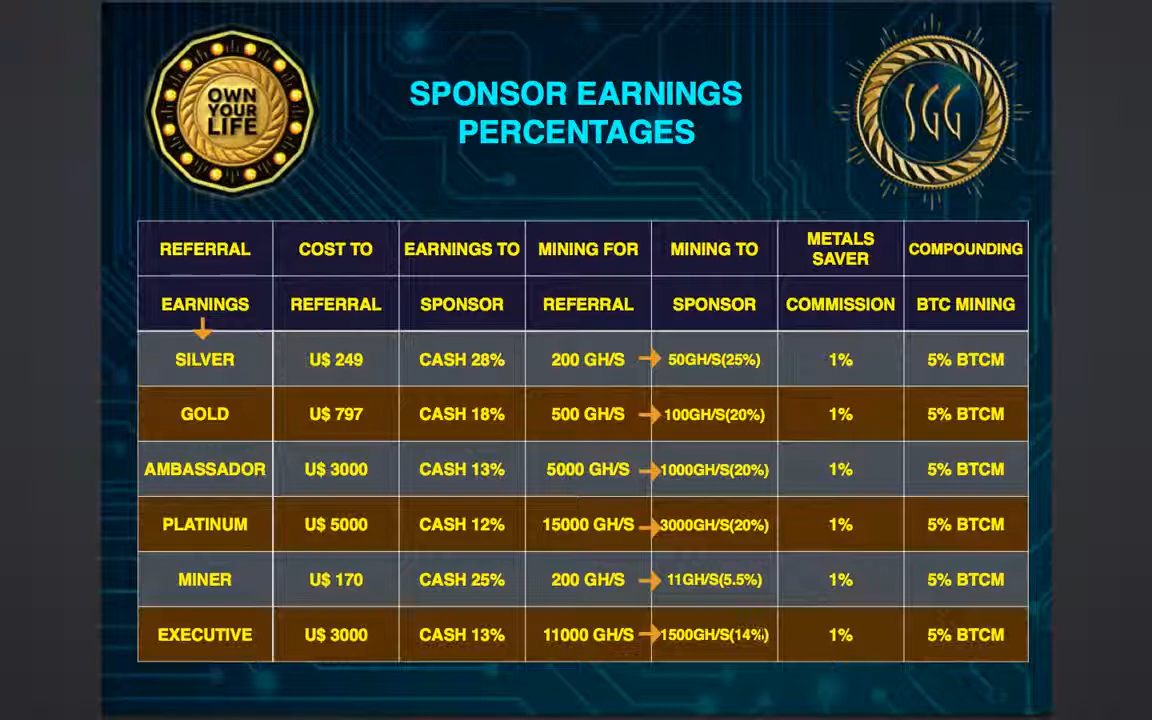 OWN
YOUR
LIFE
SPONSOR EARNINGS
PERCENTAGES
SGG
REFERRAL COST TO EARNINGS TO MINING FOR MINING TO METALS SAVER COMPOUNDING
EARNINGS REFERRAL SPONSOR REFERRAL SPONSOR COMMISSION BTC MINING
SILVER U$ 249 CASH 28% 200 GH/S 50GH/S(25%) 1% 5% BTCM
GOLD U$ 797 CASH 18% 500 GH/S 100GH/S(20%) 1% 5% BTCM
AMBASSADOR U$ 3000 CASH 13% 5000 GH/S 1000GH/S(20%) 1% 5% BTCM
PLATINUM U$ 5000 CASH 12% 15000 GH/S 3000GH/S(20%) 1% 5% BTCM
MINER U$ 170 CASH 25% 200 GH/S 11GH/S(5.5%) 1% 5% BTCM
EXECUTIVE U$ 3000 CASH 13% 11000 GH/S 1500GH/S(14%) 1% 5% BTCM